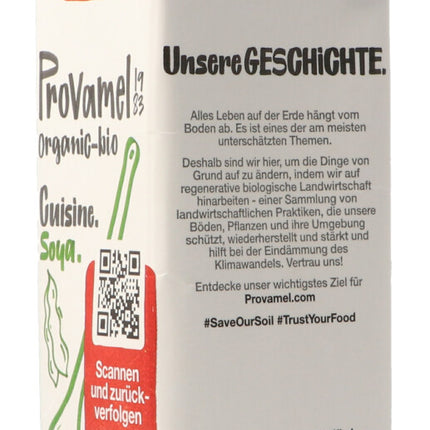 ProVamel 1983
Organic-bio
Cuisine.
Soya.
Scannen
und zurück-
verfolgen
Unsere GESCHiCHTE.
Alles Leben auf der Erde hängt vom
Boden ab. Es ist eines der am meisten
unterschätzten Themen.
Deshalb sind wir hier, um die Dinge von
Grund auf zu ändern, indem wir auf
regenerative biologische Landwirtschaft
hinarbeiten - einer Sammlung von
landwirtschaftlichen Praktiken, die unsere
Böden, Pflanzen und ihre Umgebung
schützt, wiederherstellt und stärkt und
hilft bei der Eindämmung des
Klimawandels. Vertrau uns!
Entdecke unser wichtigstes Ziel für
Provamel.com
#SaveOurSoil #TrustYourFood